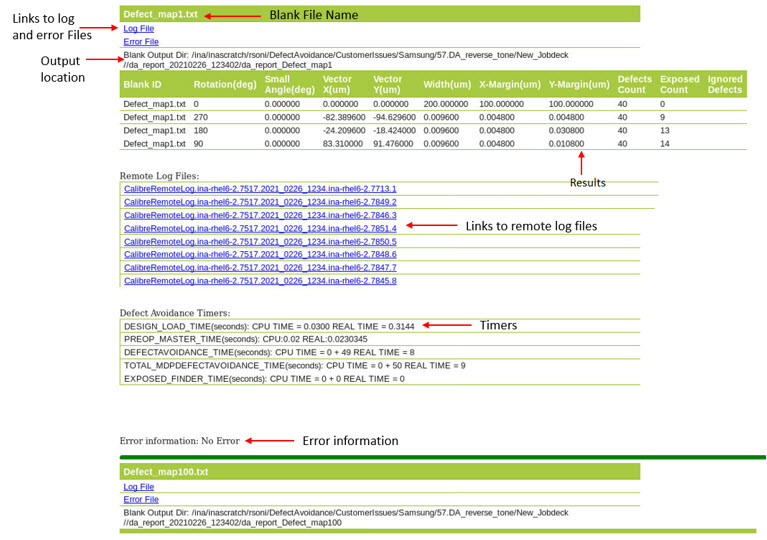 Defect_map1.txt
Blank File Name
Links to log
and error Files
Log File
Error File
Output
location
Blank Output Dir: /ina/inascratch/rsoni/DefectAvoidance/CustomerIssues/Samsung/57.DA_reverse_tone/New_Jobdeck
//da_report_20210226_123402/da_report_Defect_map1
Blank ID Rotation(deg) Small Angle(deg) Vector X(um) Vector Y(um) Width(um) X-Margin(um) Y-Margin(um) Defects Count Exposed Count Ignored Defects
Defect_map1.txt 0 0.000000 0.000000 0.000000 200.000000 100.000000 100.000000 40 0
Defect_map1.txt 270 0.000000 -82.389600 -94.629600 0.009600 0.004800 0.004800 40 9
Defect_map1.txt 180 0.000000 -24.209600 -18.424000 0.009600 0.004800 0.030800 40 13
Defect_map1.txt 90 0.000000 83.310000 91.476000 0.009600 0.004800 0.010800 40 14
Results
Remote Log Files:
CalibreRemoteLog.ina-rhel6-2.7517.2021_0226_1234.ina-rhel6-2.7713.1
CalibreRemoteLog.ina-rhel6-2.7517.2021_0226_1234.ina-rhel6-2.7849.2
CalibreRemoteLog.ina-rhel6-2.7517.2021_0226_1234.ina-rhel6-2.7846.3
CalibreRemoteLog.ina-rhel6-2.7517.2021_0226_1234.ina-rhel6-2.7851.4
Links to remote log files
CalibreRemoteLog.ina-rhel6-2.7517.2021_0226_1234.ina-rhel6-2.7850.5
CalibreRemoteLog.ina-rhel6-2.7517.2021_0226_1234.ina-rhel6-2.7848.6
CalibreRemoteLog.ina-rhel6-2.7517.2021_0226_1234.ina-rhel6-2.7847.7
CalibreRemoteLog.ina-rhel6-2.7517.2021_0226_1234.ina-rhel6-2.7845.8
Defect Avoidance Timers:
DESIGN_LOAD_TIME(seconds): CPU TIME = 0.0300 REAL TIME = 0.3144
Timers
PREOP_MASTER_TIME(seconds): CPU:0.02 REAL:0.0230345
DEFECTAVOIDANCE_TIME(seconds): CPU TIME = 0 + 49 REAL TIME = 8
TOTAL_MDPDEFECTAVOIDANCE_TIME(seconds): CPU TIME = 0 + 50 REAL TIME = 9
EXPOSED_FINDER_TIME(seconds): CPU TIME = 0 + 0 REAL TIME = 0
Error information: No Error
Error information
Defect_map100.txt
Log File
Error File
Blank Output Dir: /ina/inascratch/rsoni/DefectAvoidance/CustomerIssues/Samsung/57.DA_reverse_tone/New_Jobdeck
//da_report_20210226_123402/da_report_Defect_map100